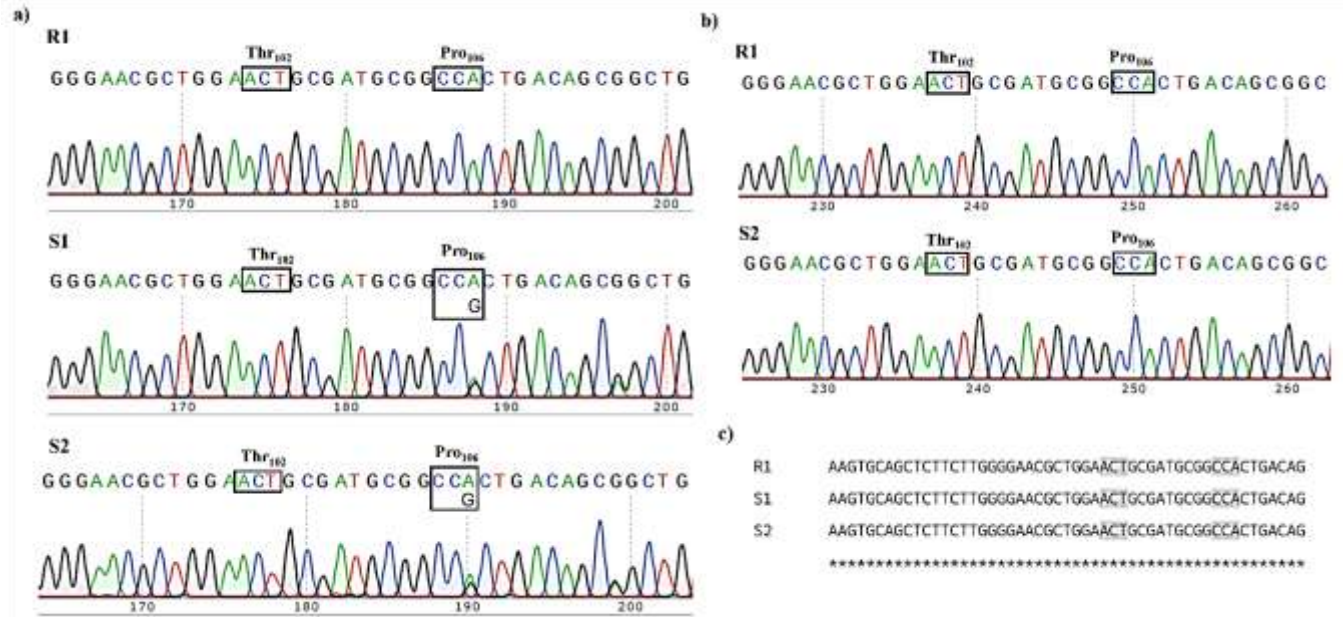 a)
R1
Thr102 Pro106
GGGAACGCTGGAACTGCGATGCGGCCACTGACAGCGGCTG
170 180 190 200
S1
Thr102 Pro106
GGGAACGCTGGAACTGCGATGCGGCCACTGACAGCGGCTG
G
170 180 190 200
S2
Thr102 Pro106
GGGAACGCTGGAACTGCGATGCGGCCACTGACAGCGGCTG
G
170 180 190 200
b)
R1
Thr102 Pro106
GGGAACGCTGGAACTGCGATGCGGCCACTGACAGCGGC
230 240 250 260
S2
Thr102 Pro106
GGGAACGCTGGAACTGCGATGCGGCCACTGACAGCGGC
230 240 250 260
c)
R1 AAGTGCAGCTCTTCTTGGGGAACGCTGGAACTGCGATGCGGCCACTGACAG
S1 AAGTGCAGCTCTTCTTGGGGAACGCTGGAACTGCGATGCGGCCACTGACAG
S2 AAGTGCAGCTCTTCTTGGGGAACGCTGGAACTGCGATGCGGCCACTGACAG
***************************************************